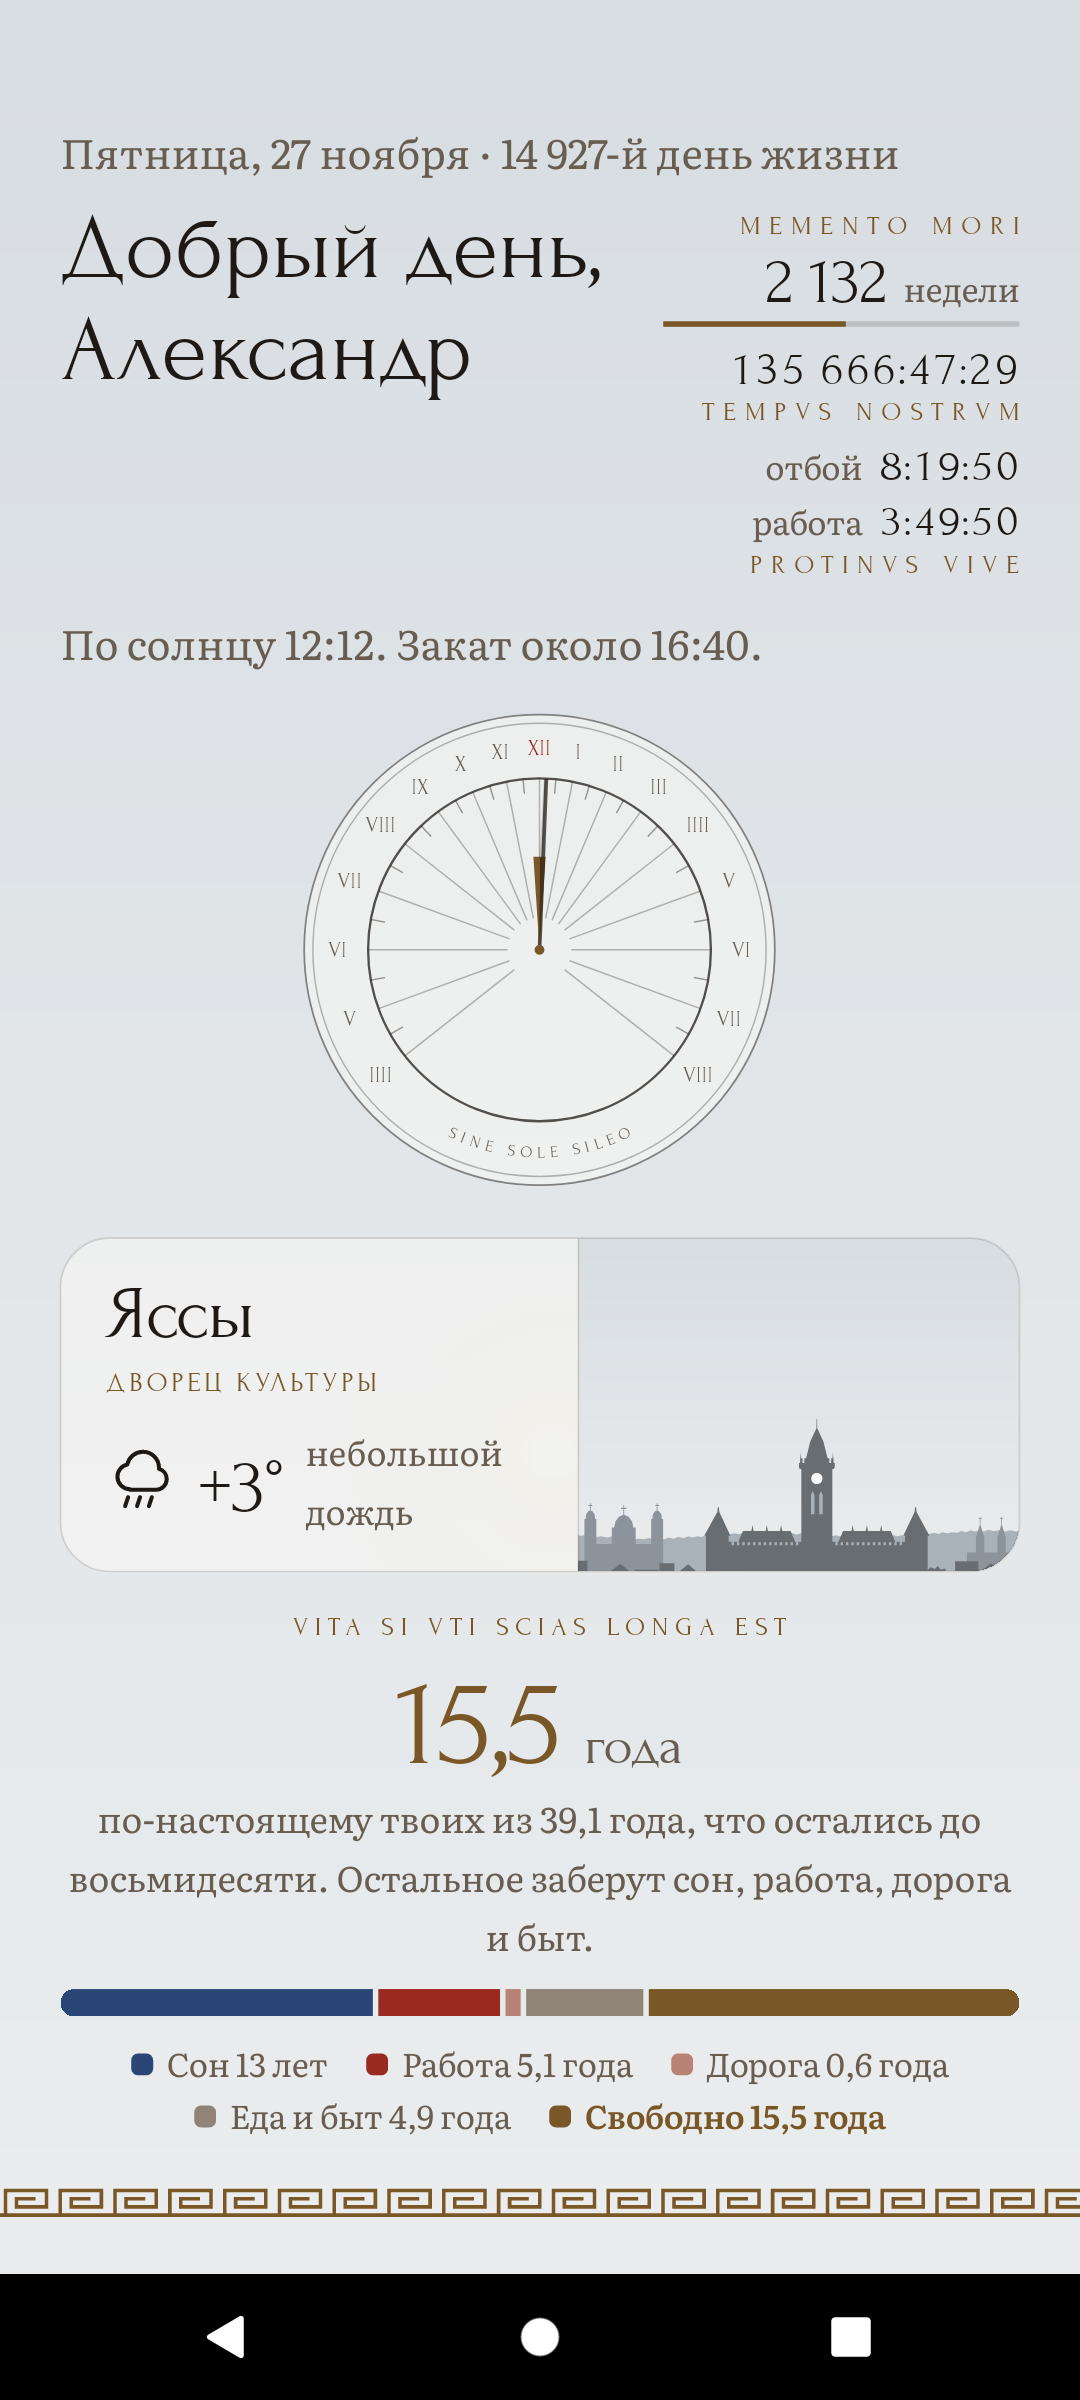 Пятница, 27 ноября · 14 927-й день жизни
Добрый день,
Александр
MEMENTO MORI
2 132 недели
135 666:47:29
TEMPVS NOSTRVM
отбой 8:19:50
работа 3:49:50
PROTINVS VIVE
По солнцу 12:12. Закат около 16:40.
IIII
V
VI
VII
VIII
IX
X
XI
XII
I
II
III
IIII
V
VI
VII
VIII
SINE SOLE SILEO
Яссы
ДВОРЕЦ КУЛЬТУРЫ
+3° небольшой
дождь
VITA SI VTI SCIAS LONGA EST
15,5 года
по-настоящему твоих из 39,1 года, что остались до
восьмидесяти. Остальное заберут сон, работа, дорога
и быт.
Сон 13 лет Работа 5,1 года Дорога 0,6 года
Еда и быт 4,9 года Свободно 15,5 года